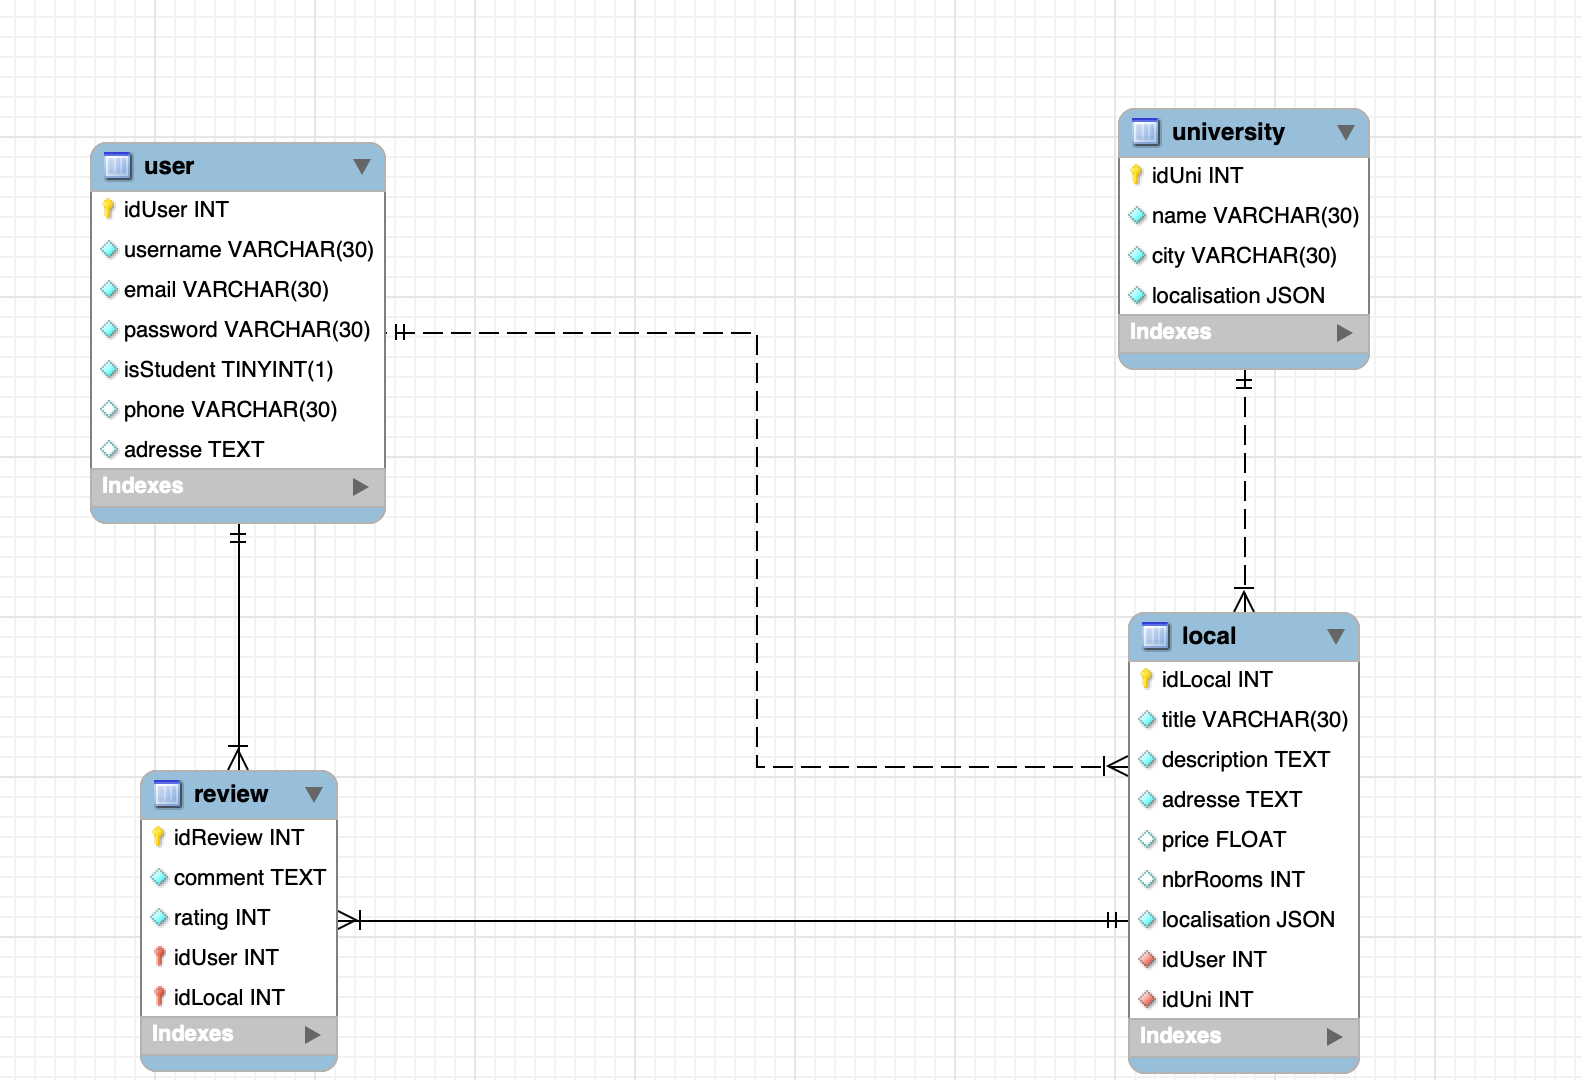 user
idUser INT
username VARCHAR(30)
email VARCHAR(30)
password VARCHAR(30)
isStudent TINYINT(1)
phone VARCHAR(30)
adresse TEXT
Indexes
university
idUni INT
name VARCHAR(30)
city VARCHAR(30)
localisation JSON
Indexes
review
idReview INT
comment TEXT
rating INT
idUser INT
idLocal INT
Indexes
local
idLocal INT
title VARCHAR(30)
description TEXT
adresse TEXT
price FLOAT
nbrRooms INT
localisation JSON
idUser INT
idUni INT
Indexes